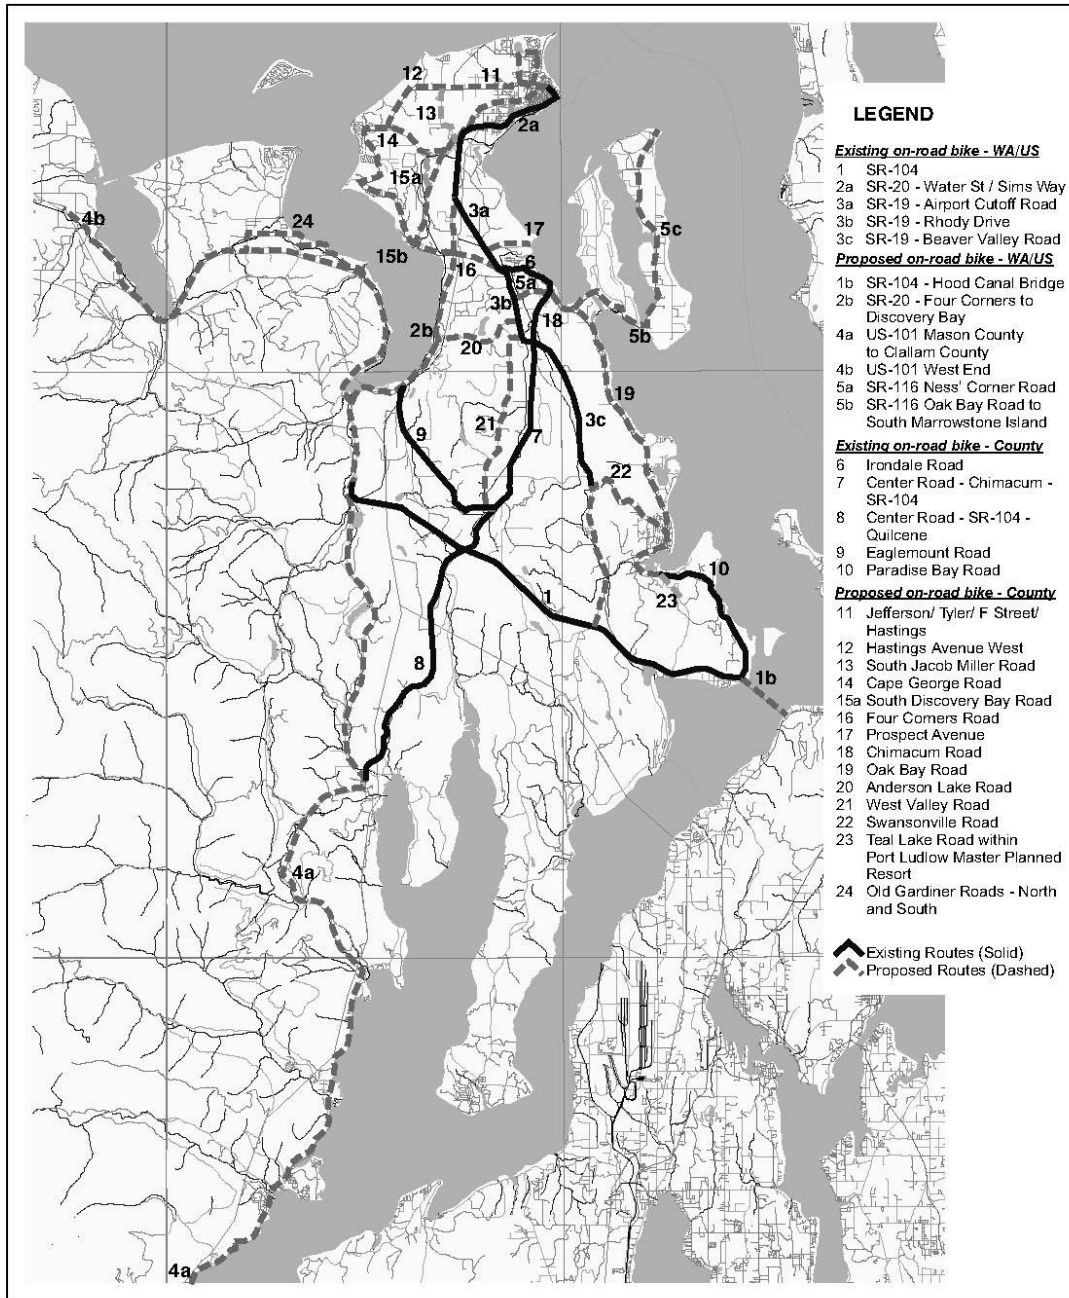 LEGEND
Existing on-road bike - WA/US
1 SR-104
2a SR-20 - Water St / Sims Way
3a SR-19 - Airport Cutoff Road
3b SR-19 - Rhody Drive
3c SR-19 - Beaver Valley Road
Proposed on-road bike - WA/US
1b SR-104 - Hood Canal Bridge
2b SR-20 - Four Corners to
Discovery Bay
4a US-101 Mason County
to Clallam County
4b US-101 West End
5a SR-116 Ness' Corner Road
5b SR-116 Oak Bay Road to
South Marrowstone Island
Existing on-road bike - County
6 Irondale Road
7 Center Road - Chimacum -
SR-104
8 Center Road - SR-104 -
Quilcene
9 Eaglemount Road
10 Paradise Bay Road
Proposed on-road bike - County
11 Jefferson/ Tyler/ F Street/
Hastings
12 Hastings Avenue West
13 South Jacob Miller Road
14 Cape George Road
15a South Discovery Bay Road
16 Four Corners Road
17 Prospect Avenue
18 Chimacum Road
19 Oak Bay Road
20 Anderson Lake Road
21 West Valley Road
22 Swansonville Road
23 Teal Lake Road within
Port Ludlow Master Planned
Resort
24 Old Gardiner Roads - North
and South
Existing Routes (Solid)
Proposed Routes (Dashed)
12
11
13
2a
14
15a
4b
24
3a
17
5c
15b
16
6
5a
3b
18
2b
20
5b
19
3c
21
9
7
22
10
1
23
8
1b
4a
4a